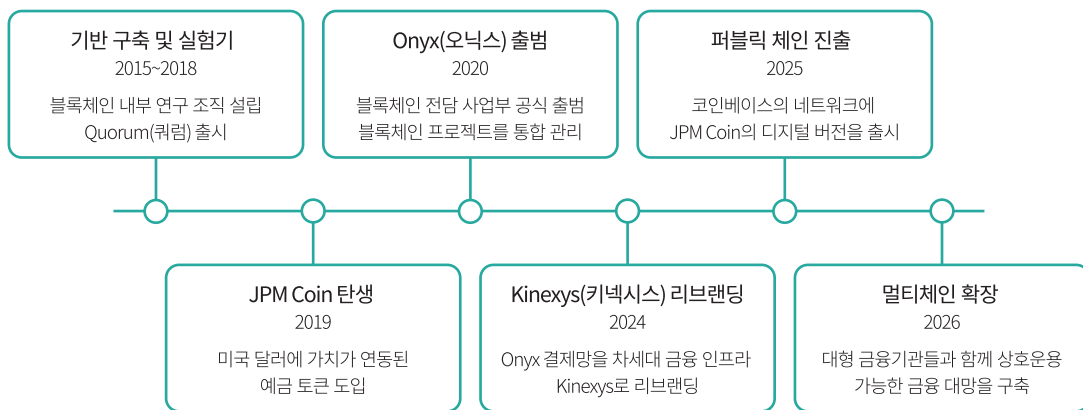 기반 구축 및 실험기
2015~2018
블록체인 내부 연구 조직 설립
Quorum(쿼럼) 출시
JPM Coin 탄생
2019
미국 달러에 가치가 연동된
예금 토큰 도입
Onyx(오닉스) 출범
2020
블록체인 전담 사업부 공식 출범
블록체인 프로젝트를 통합 관리
Kinexys(키넥시스) 리브랜딩
2024
Onyx 결제망을 차세대 금융 인프라
Kinexys로 리브랜딩
퍼블릭 체인 진출
2025
코인베이스의 네트워크에
JPM Coin의 디지털 버전을 출시
멀티체인 확장
2026
대형 금융기관들과 함께 상호운용
가능한 금융 대망을 구축